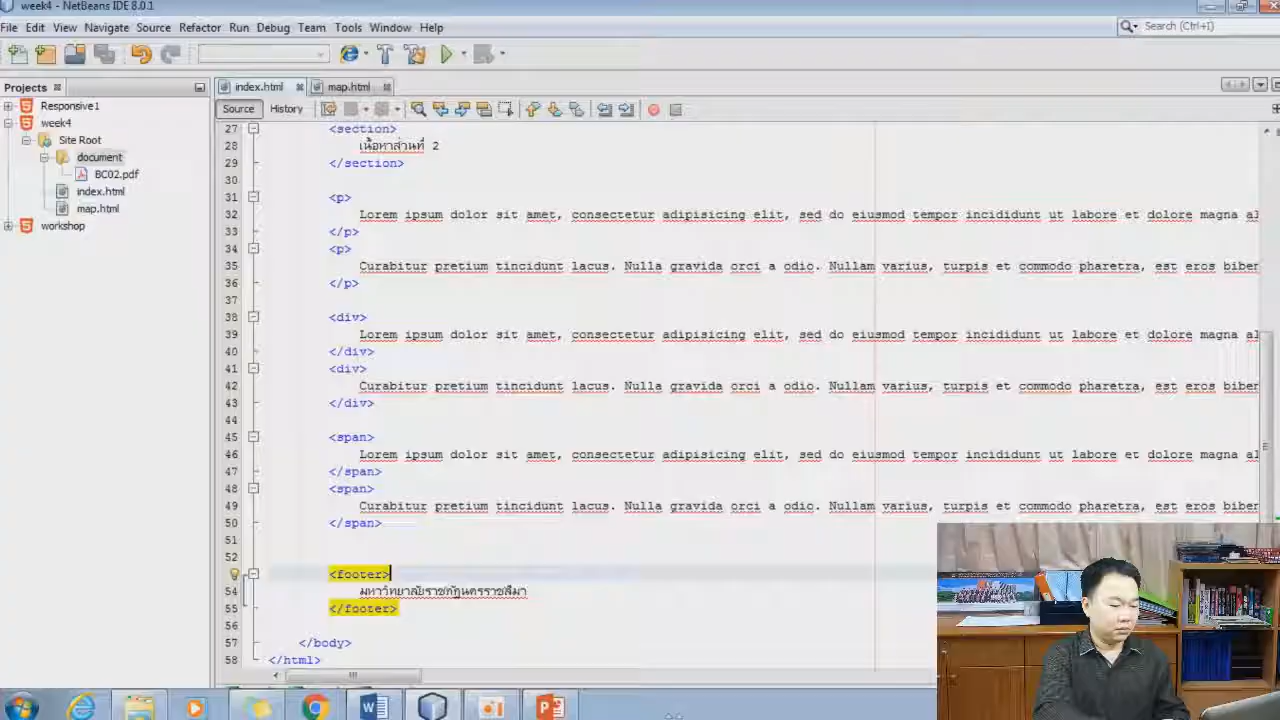 week4 - NetBeans IDE 8.0.1
File Edit View Navigate Source Refactor Run Debug Team Tools Window Help
Search (Ctrl+I)
Projects
index.html
map.html
Responsive1
week4
Site Root
document
BC02.pdf
index.html
map.html
workshop
Source History
27 <section>
28 เนื้อหาส่วนที่ 2
29 </section>
30
31 <p>
32 Lorem ipsum dolor sit amet, consectetur adipisicing elit, sed do eiusmod tempor incididunt ut labore et dolore magna al
33 </p>
34 <p>
35 Curabitur pretium tincidunt lacus. Nulla gravida orci a odio. Nullam varius, turpis et commodo pharetra, est eros biben
36 </p>
37
38 <div>
39 Lorem ipsum dolor sit amet, consectetur adipisicing elit, sed do eiusmod tempor incididunt ut labore et dolore magna al
40 </div>
41 <div>
42 Curabitur pretium tincidunt lacus. Nulla gravida orci a odio. Nullam varius, turpis et commodo pharetra, est eros biben
43 </div>
44
45 <span>
46 Lorem ipsum dolor sit amet, consectetur adipisicing elit, sed do eiusmod tempor incididunt ut labore et dolore magna al
47 </span>
48 <span>
49 Curabitur pretium tincidunt lacus. Nulla gravida orci a odio. Nullam varius, turpis et commodo pharetra, est eros biben
50 </span>
51
52
<footer>
54 มหาวิทยาลัยราชภัฏนครราชสีมา
55 </footer>
56
57 </body>
58 </html>